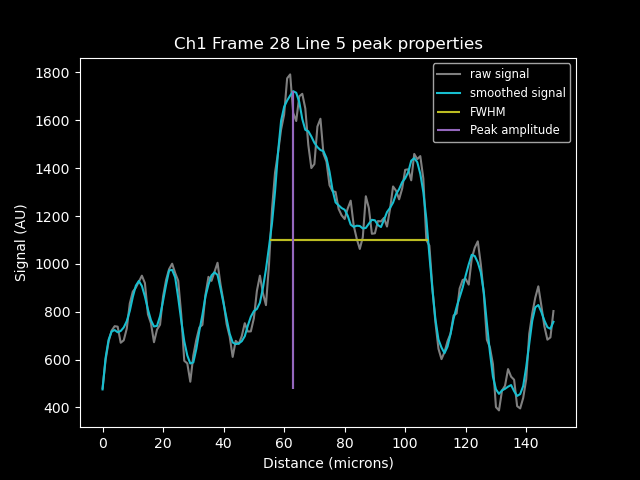 Ch1 Frame 28 Line 5 peak properties
raw signal
smoothed signal
FWHM
Peak amplitude
Signal (AU)
1800
1600
1400
1200
1000
800
600
400
0 20 40 60 80 100 120 140
Distance (microns)